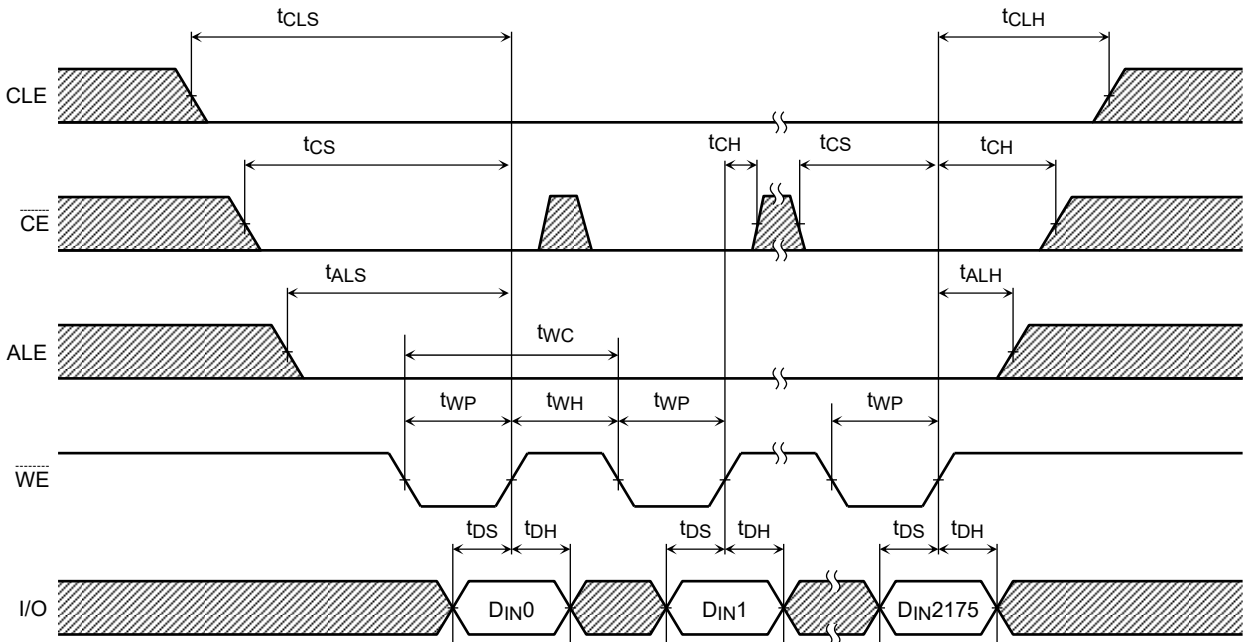 tCLS tCLH
CLE
tCS tCH tCS tCH
CE
tALS tALH
ALE
tWC
tWP tWH tWP tWP
WE
tDS tDH tDS tDH tDS tDH
I/O DIN0 DIN1 DIN2175